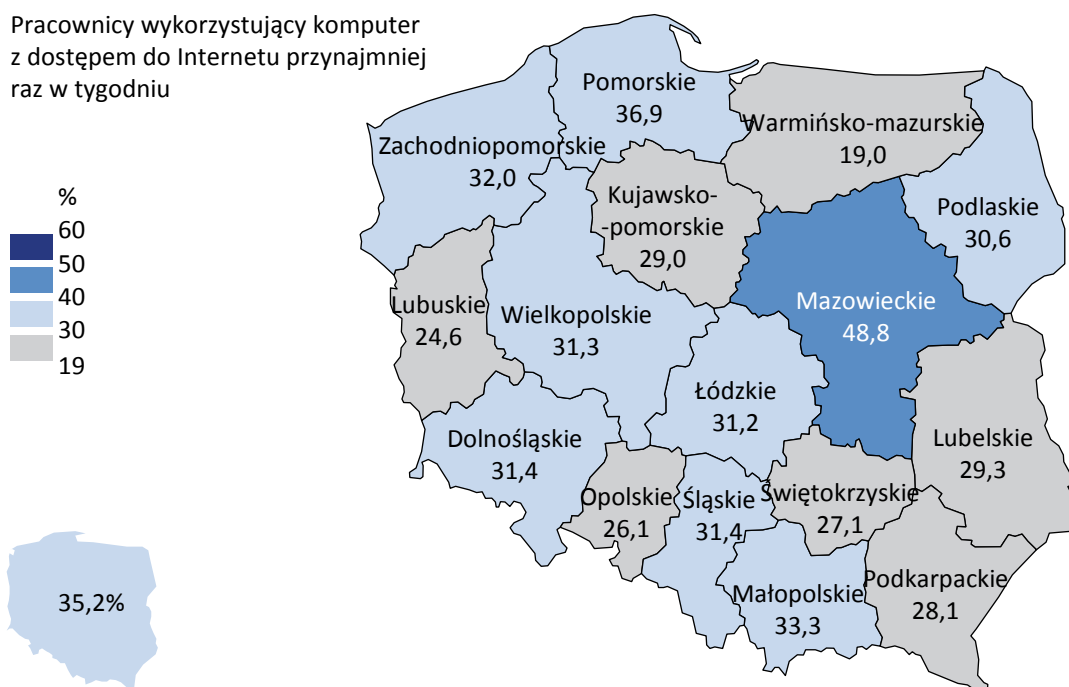 Pracownicy wykorzystujący komputer
z dostępem do Internetu przynajmniej
raz w tygodniu
%
60
50
40
30
19
Pomorskie
36,9
Warmińsko-mazurskie
19,0
Zachodniopomorskie
32,0
Kujawsko-
-pomorskie
29,0
Podlaskie
30,6
Lubuskie
24,6
Wielkopolskie
31,3
Mazowieckie
48,8
Łódzkie
31,2
Dolnośląskie
31,4
Lubelskie
29,3
Opolskie
26,1
Śląskie
31,4
Świętokrzyskie
27,1
Małopolskie
33,3
Podkarpackie
28,1
35,2%